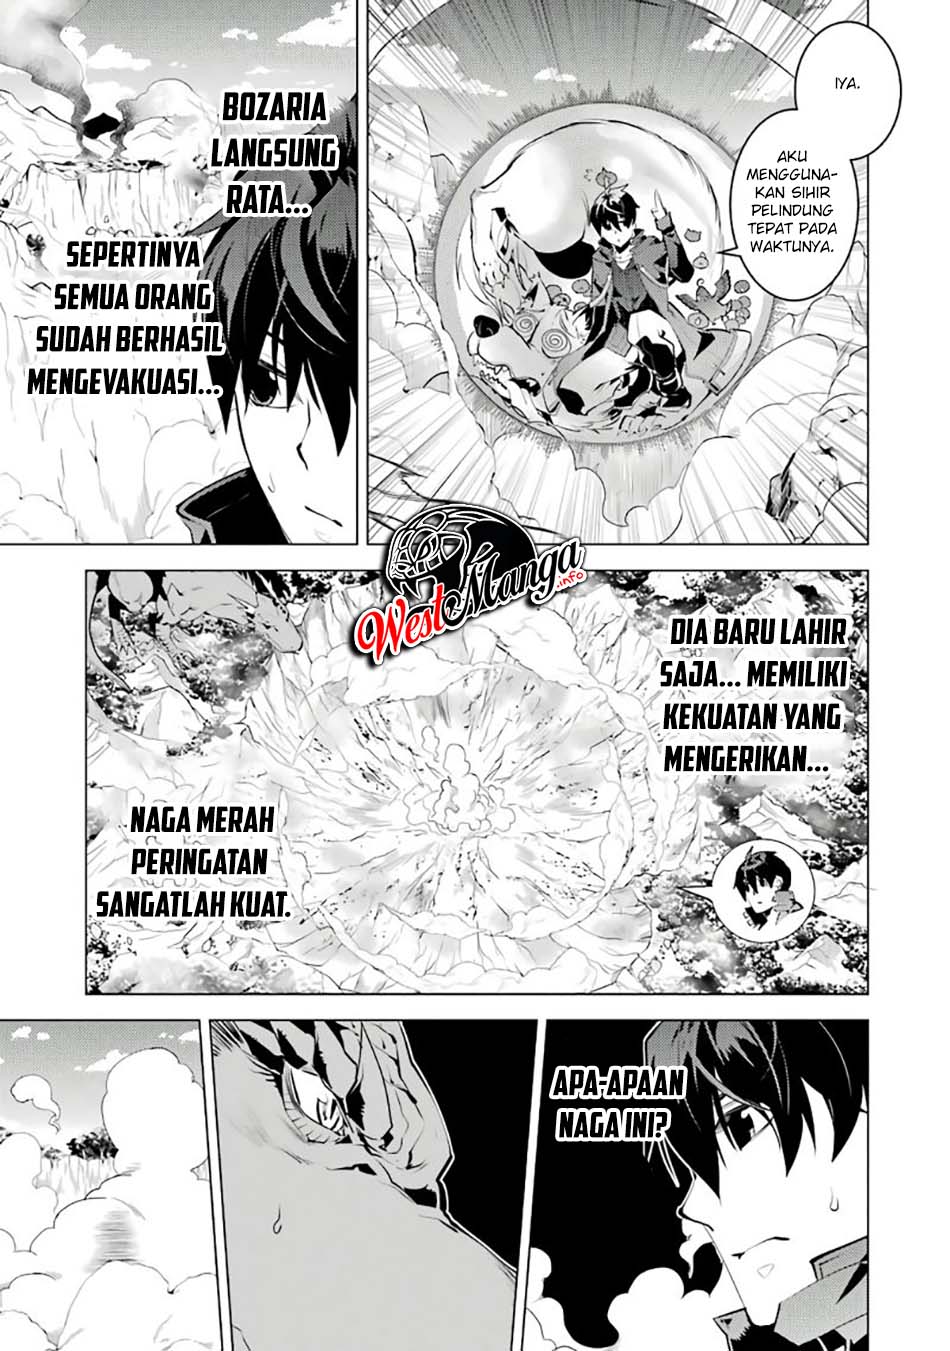 IYA.
AKU
MENGGUNA-
KAN SIHIR
PELINDUNG
TEPAT PADA
WAKTUNYA.
BOZARIA
LANGSUNG
RATA...
SEPERTINYA
SEMUA ORANG
SUDAH BERHASIL
MENGEVAKUASI...
WestManga
.info
DIA BARU LAHIR
SAJA... MEMILIKI
KEKUATAN YANG
MENGERIKAN...
NAGA MERAH
PERINGATAN
SANGATLAH KUAT.
APA-APAAN
NAGA INI?